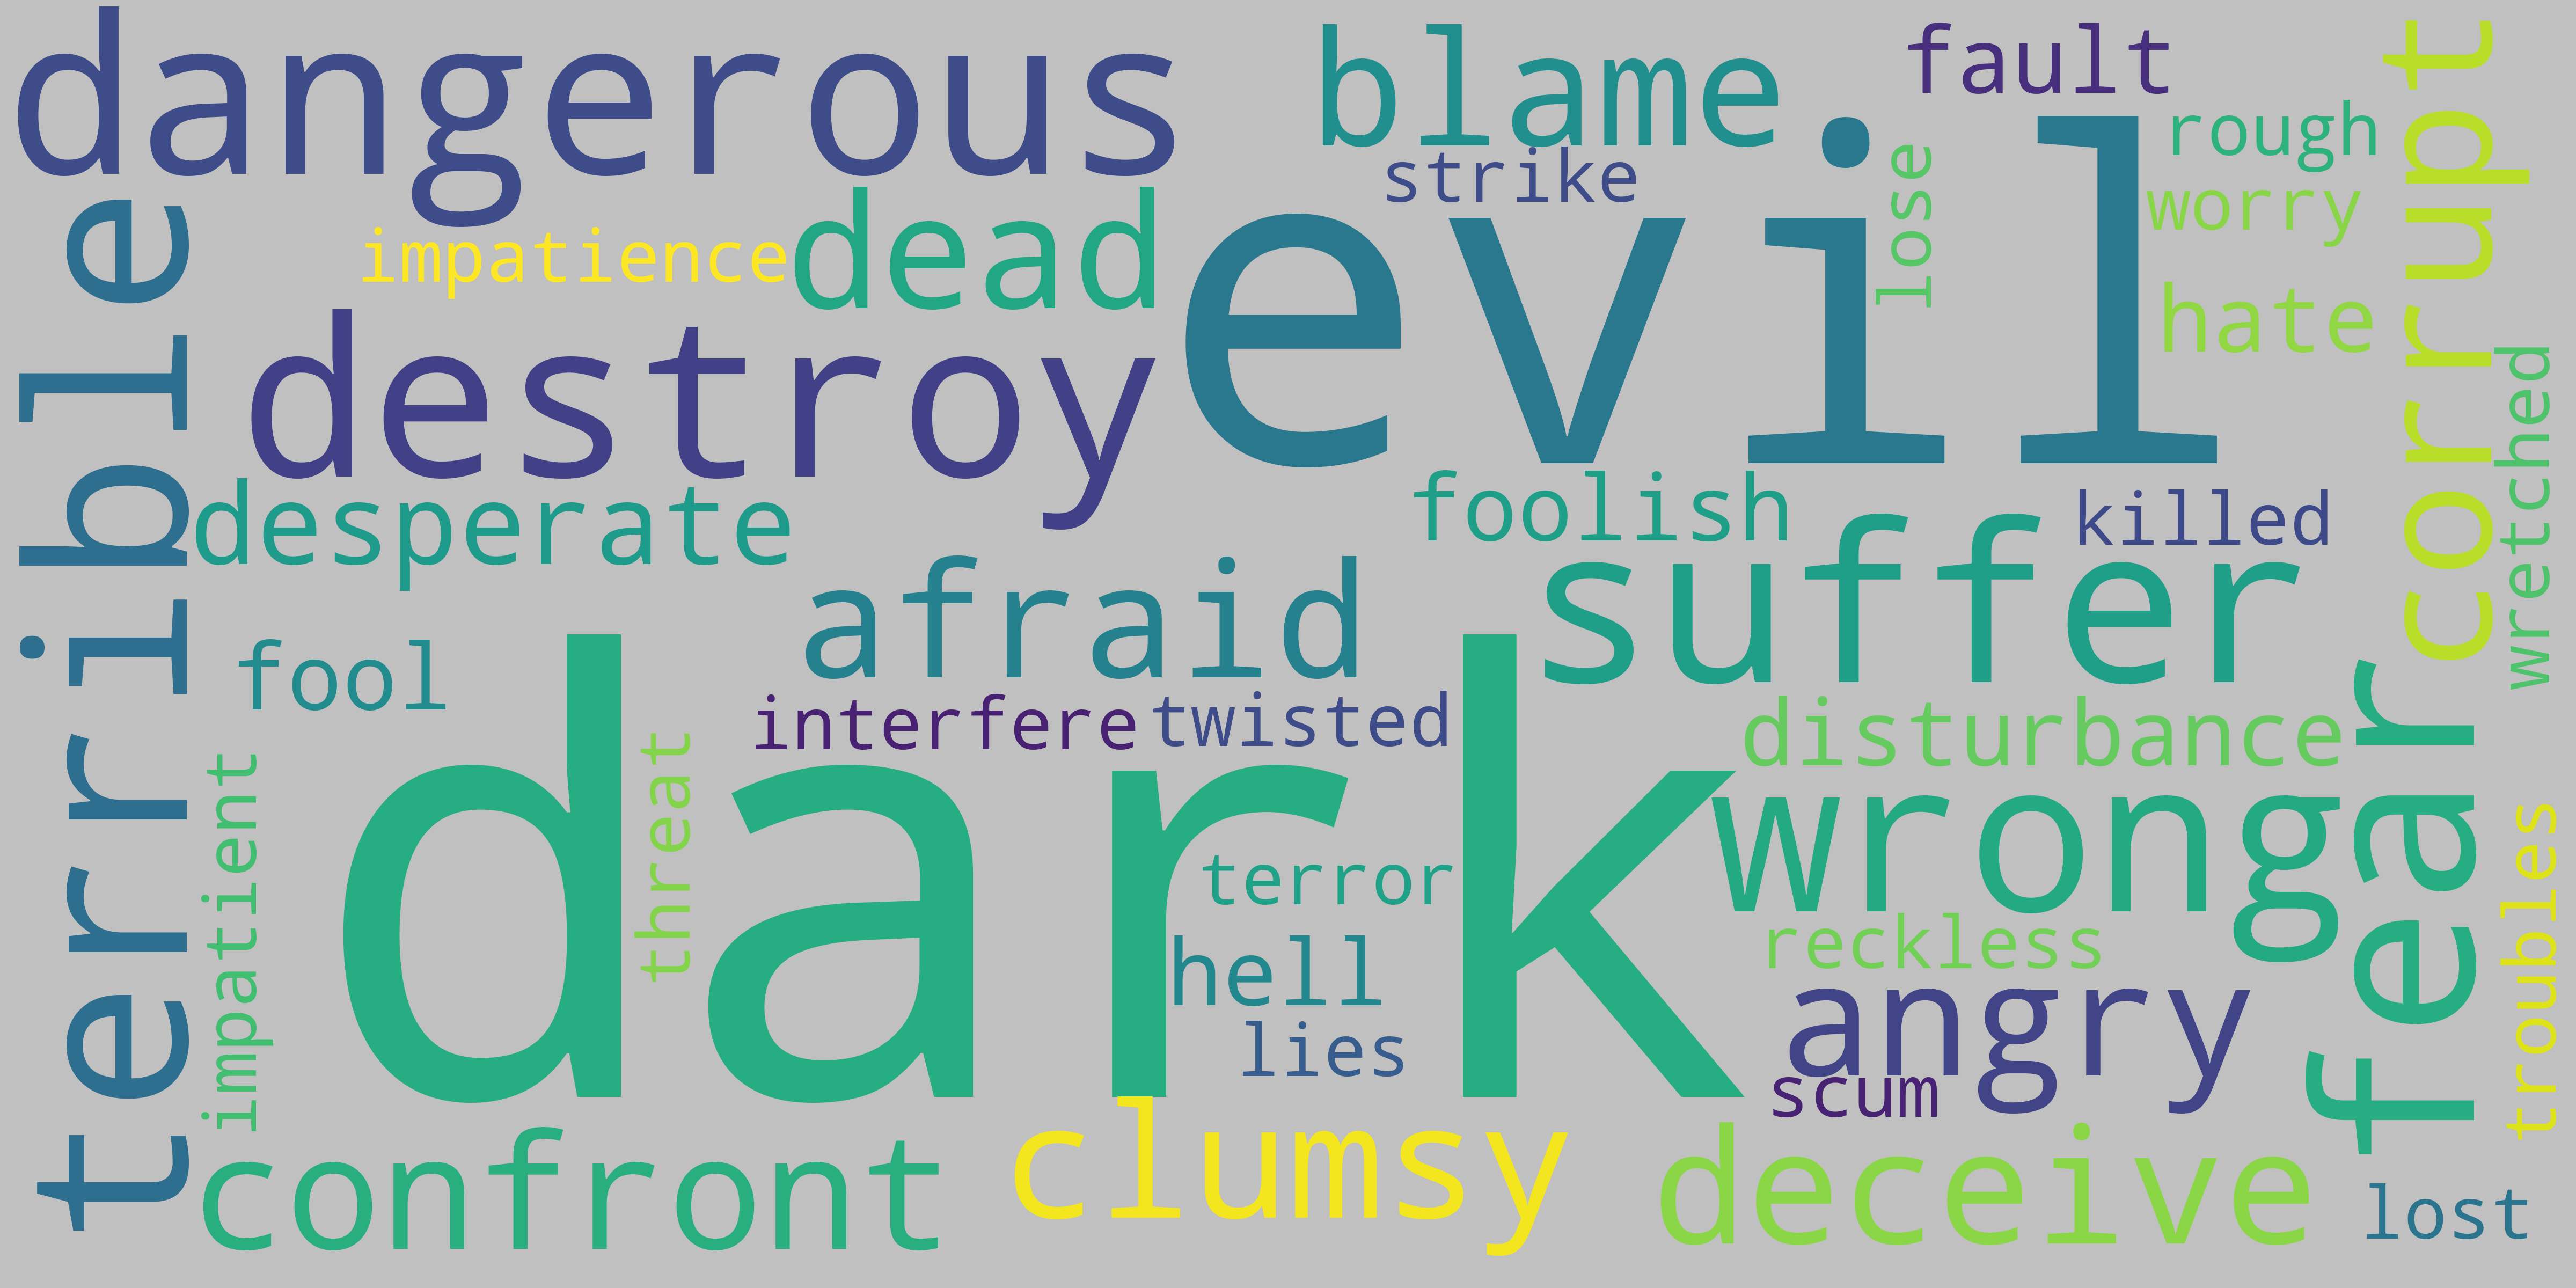 dangerous
blame
fault
corrupt
rough
strike
lose
worry
terrible
impatience
dead
evil
hate
destroy
wretched
desperate
foolish
killed
afraid
suffer
fool
interfere
twisted
disturbance
impatient
threat
dark
wrong
fear
terror
reckless
troubles
hell
angry
lies
scum
confront
clumsy
deceive
lost